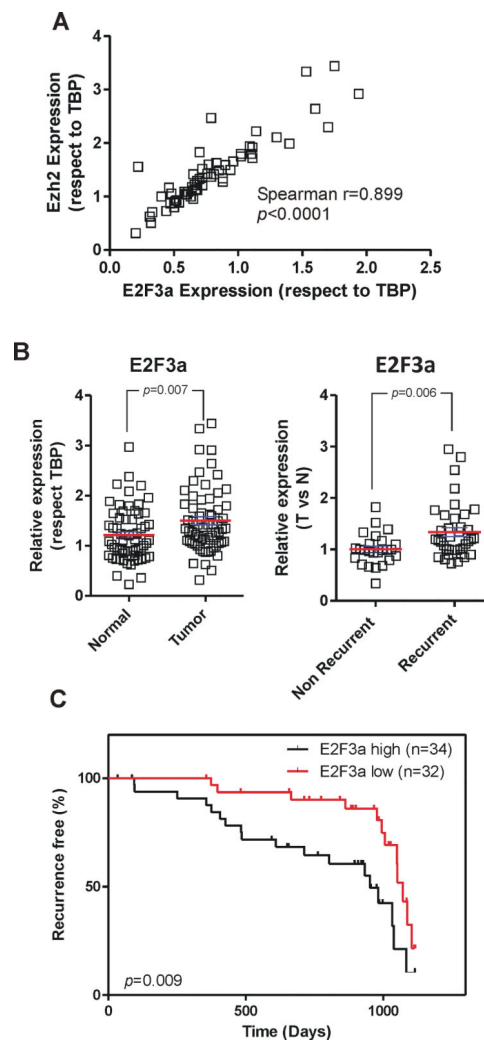 A
Ezh2 Expression
(respect to TBP)
4
3
2
1
0
Spearman r=0.899
p<0.0001
0.0 0.5 1.0 1.5 2.0 2.5
E2F3a Expression (respect to TBP)
B
E2F3a
p=0.007
Relative expression
(respect TBP)
4
3
2
1
0
Normal
Tumor
E2F3a
p=0.006
Relative expression
(T vs N)
4
3
2
1
0
Non Recurrent
Recurrent
C
E2F3a high (n=34)
E2F3a low (n=32)
Recurrence free (%)
100
50
0
p=0.009
0 500 1000
Time (Days)